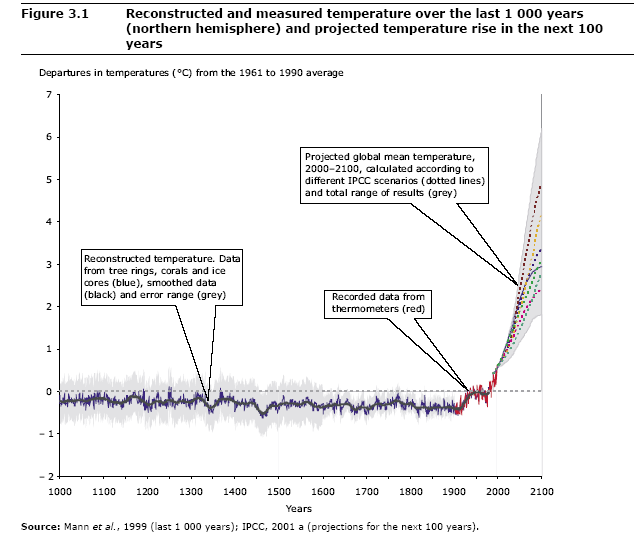 Figure 3.1 Reconstructed and measured temperature over the last 1 000 years
(northern hemisphere) and projected temperature rise in the next 100
years
Departures in temperatures (°C) from the 1961 to 1990 average
7
6
5
4
3
2
1
0
– 1
– 2
Projected global mean temperature,
2000–2100, calculated according to
different IPCC scenarios (dotted lines)
and total range of results (grey)
Reconstructed temperature. Data
from tree rings, corals and ice
cores (blue), smoothed data
(black) and error range (grey)
Recorded data from
thermometers (red)
1000 1100 1200 1300 1400 1500 1600 1700 1800 1900 2000 2100
Years
Source: Mann et al., 1999 (last 1 000 years); IPCC, 2001 a (projections for the next 100 years).